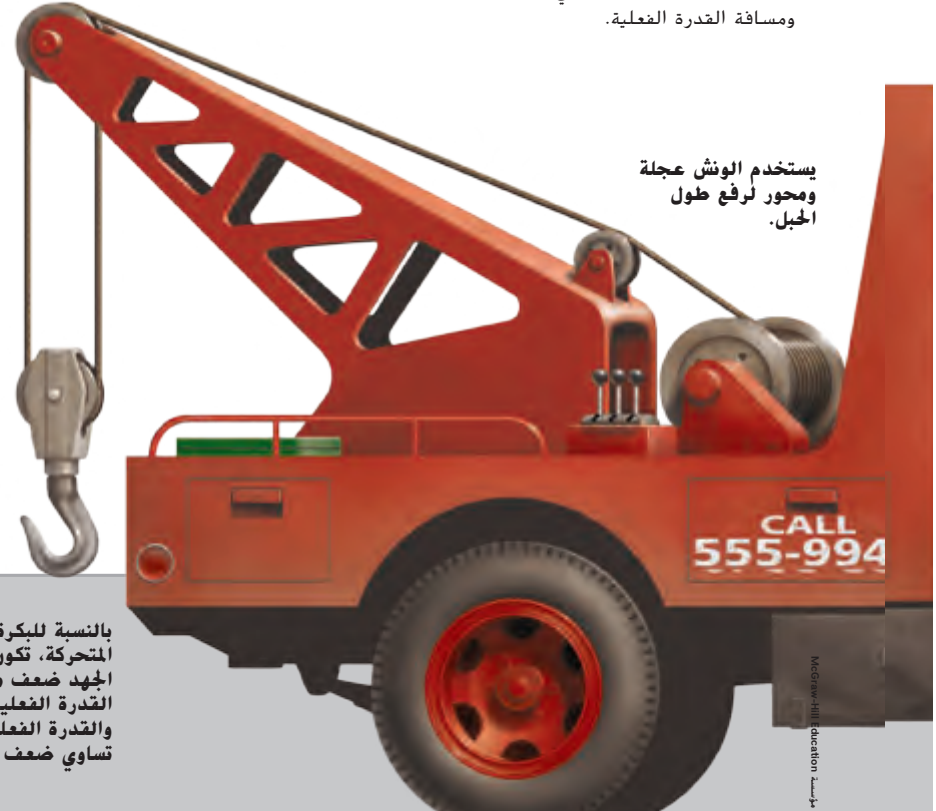 ومسافة القدرة الفعلية.
يستخدم الونش عجلة
ومحور لرفع طول
الحبل.
CALL
555-994
بالنسبة للبكرة
المتحركة، تكون
الجهد ضعف
القدرة الفعلية
والقدرة الفعل
تساوي ضعف
مؤسسة McGraw-Hill Education